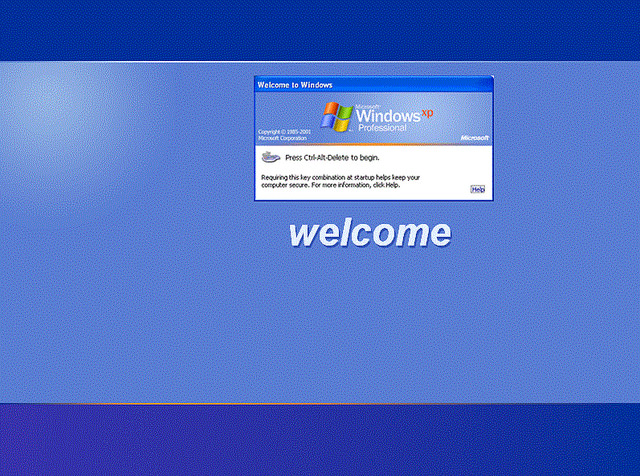 Welcome to Windows
Microsoft
Windows xp
Professional
Copyright © 1985-2001
Microsoft Corporation
Microsoft
Press Ctrl-Alt-Delete to begin.
Requiring this key combination at startup helps keep your
computer secure. For more information, click Help.
Help
welcome